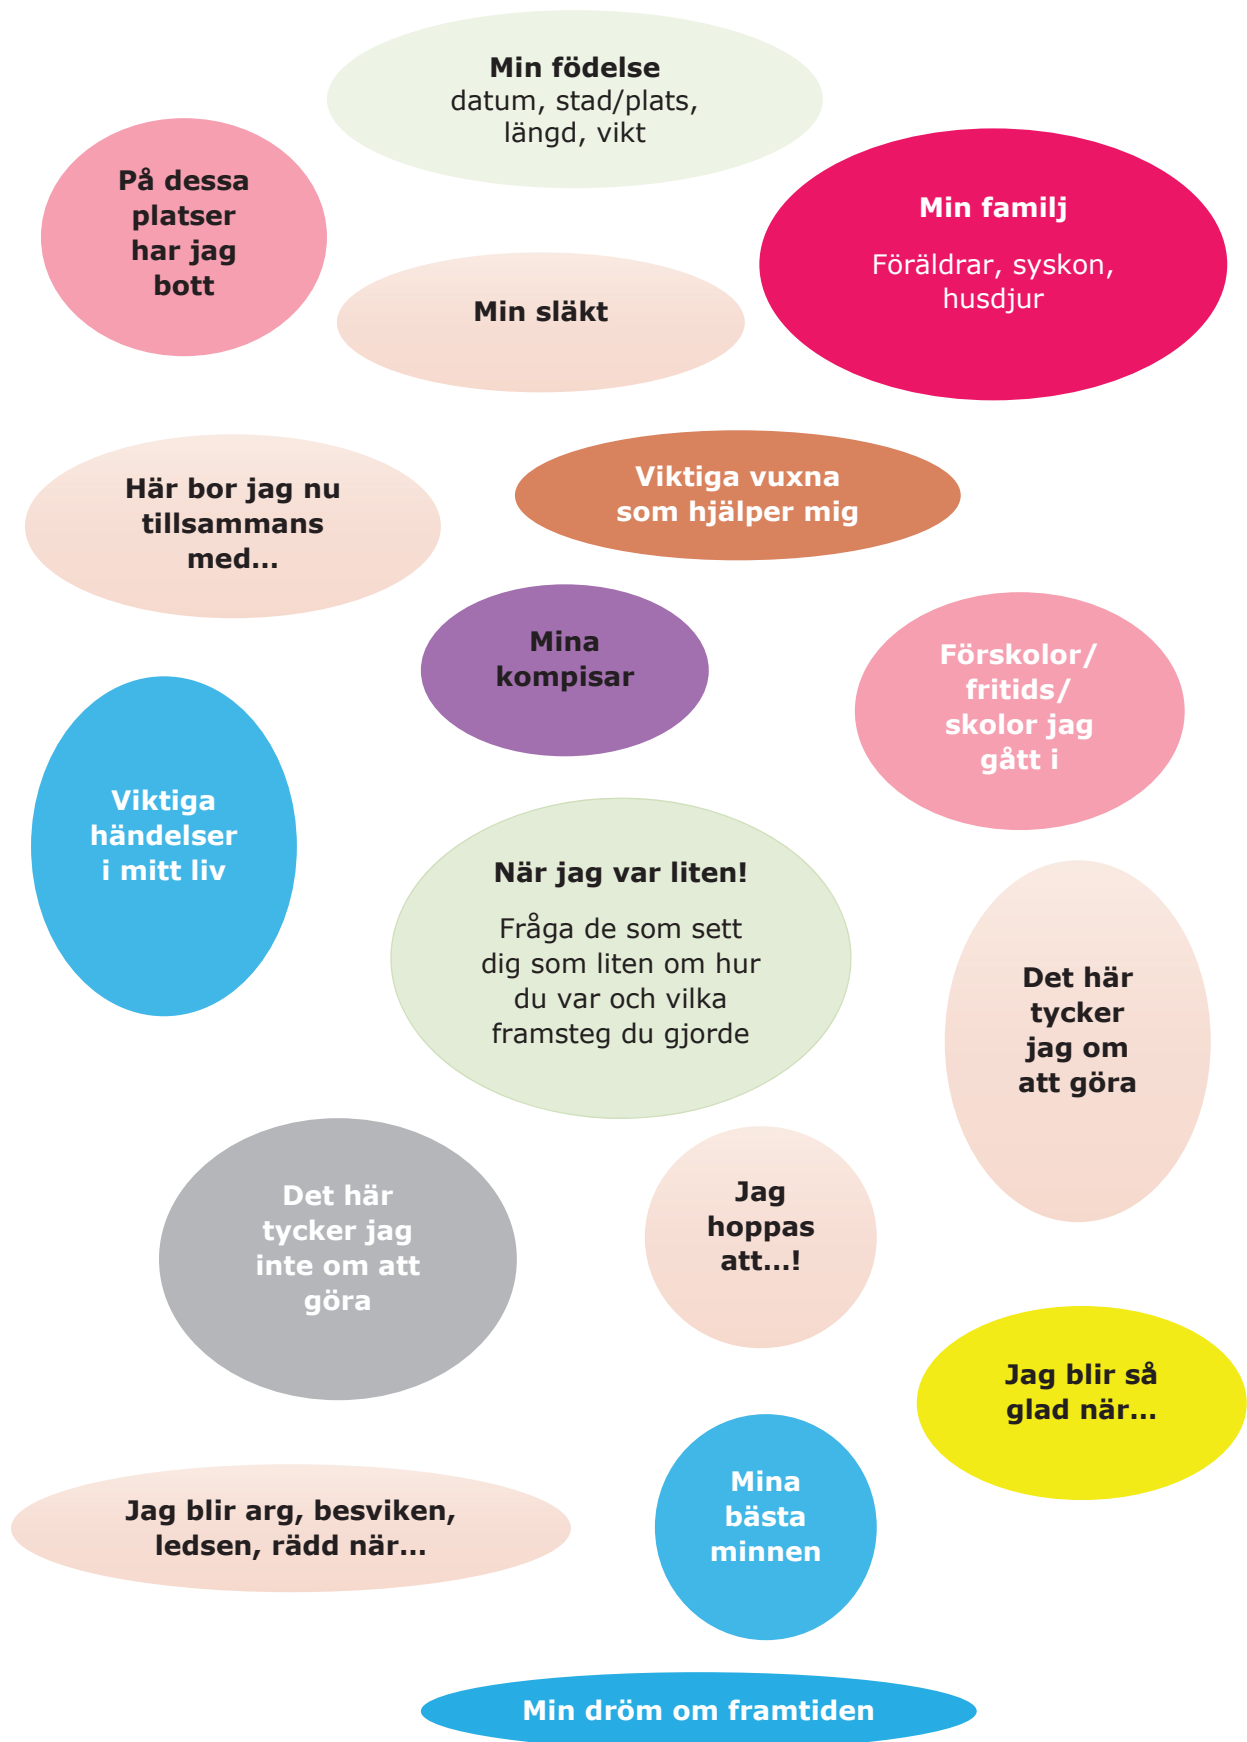 Min födelse
datum, stad/plats,
längd, vikt
På dessa
platser
har jag
bott
Min familj
Föräldrar, syskon,
husdjur
Min släkt
Här bor jag nu
tillsammans
med...
Viktiga vuxna
som hjälper mig
Mina
kompisar
Förskolor/
fritids/
skolor jag
gått i
Viktiga
händelser
i mitt liv
När jag var liten!
Fråga de som sett
dig som liten om hur
du var och vilka
framsteg du gjorde
Det här
tycker
jag om
att göra
Det här
tycker jag
inte om att
göra
Jag
hoppas
att...!
Jag blir så
glad när...
Jag blir arg, besviken,
ledsen, rädd när...
Mina
bästa
minnen
Min dröm om framtiden